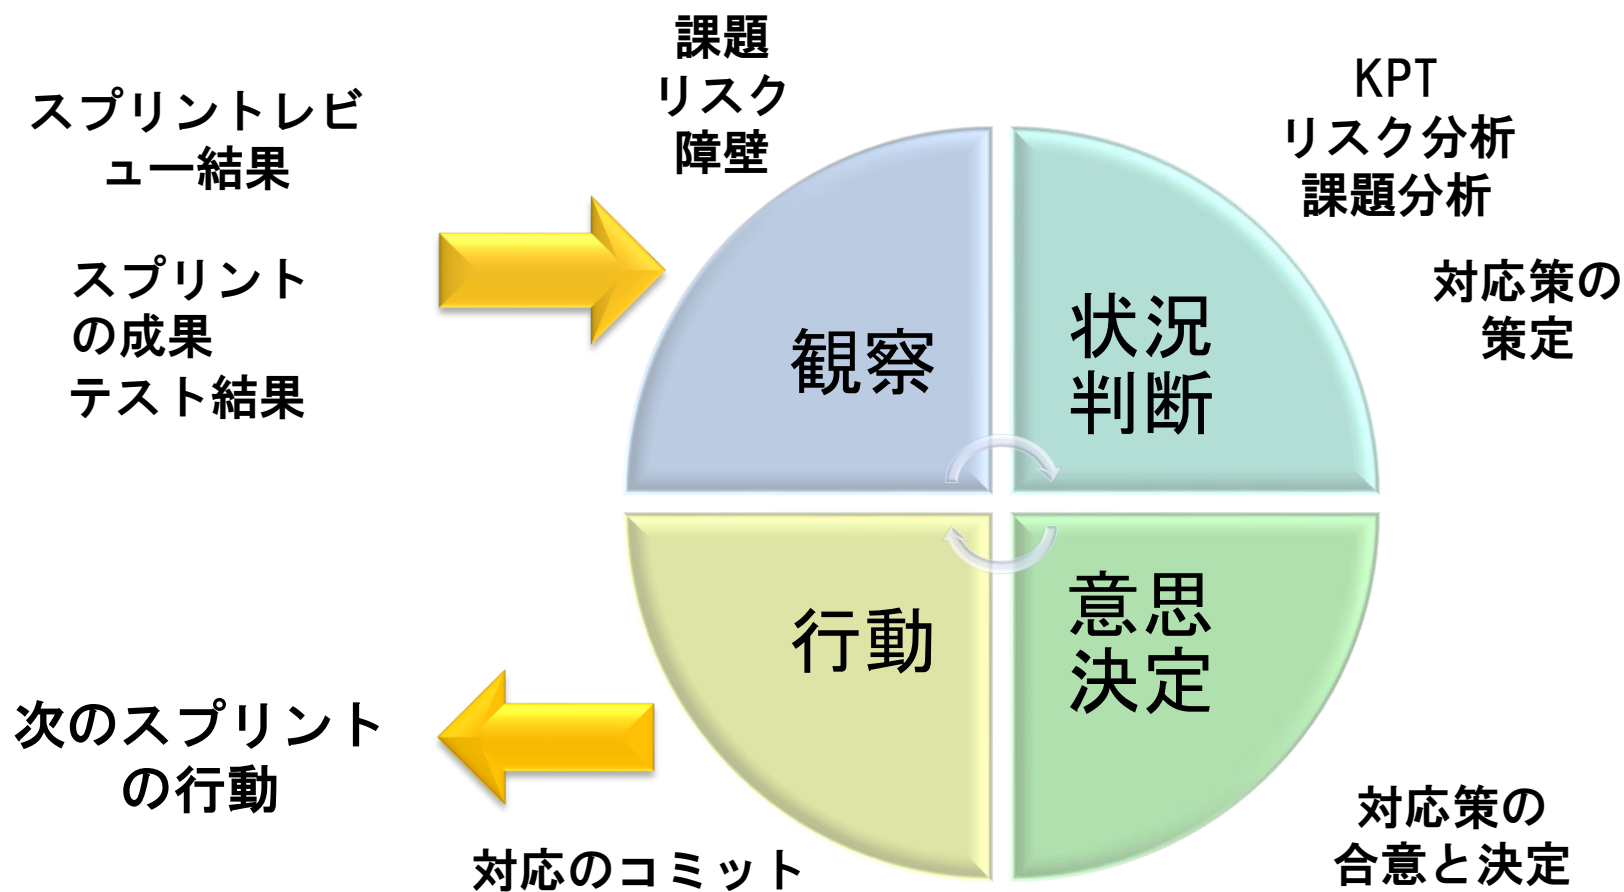 課題
リスク
障壁
スプリントレビ
ュー結果
スプリント
の成果
テスト結果
KPT
リスク分析
課題分析
対応策の
策定
観察
状況
判断
行動
意思
決定
次のスプリント
の行動
対応のコミット
対応策の
合意と決定